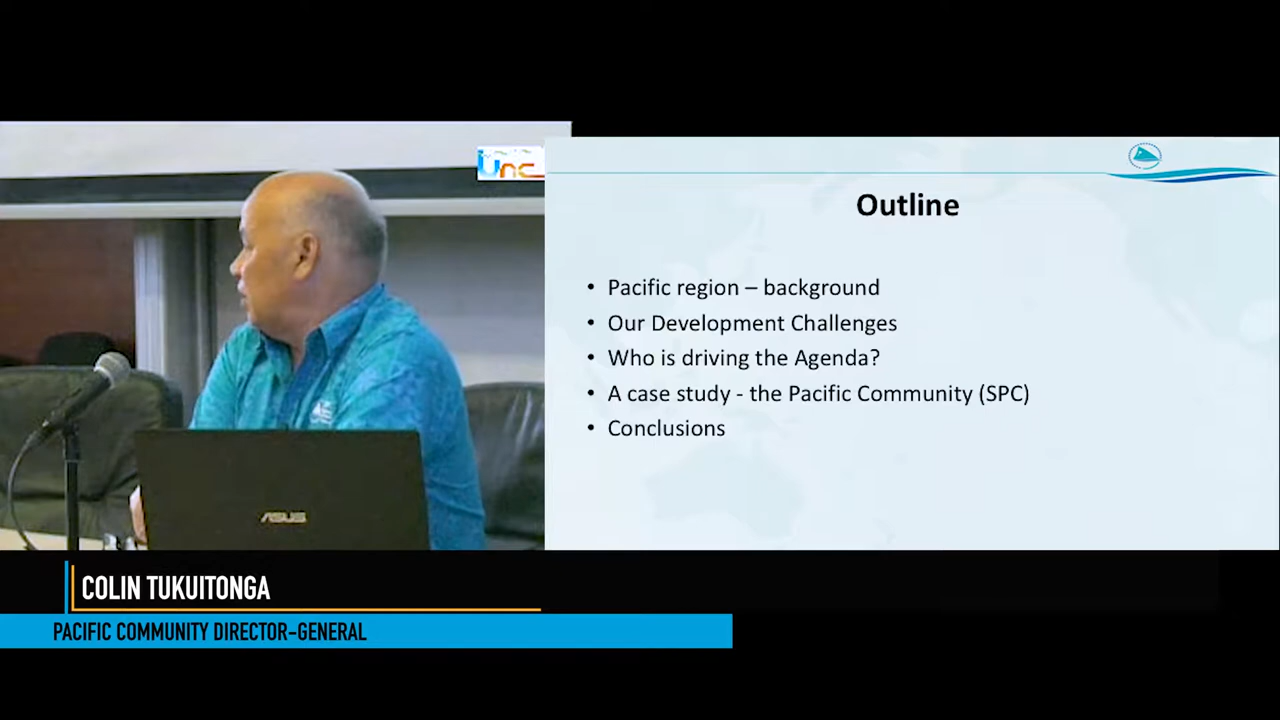 Unc
Outline
• Pacific region – background
• Our Development Challenges
• Who is driving the Agenda?
• A case study - the Pacific Community (SPC)
• Conclusions
ASUS
COLIN TUKUITONGA
PACIFIC COMMUNITY DIRECTOR-GENERAL